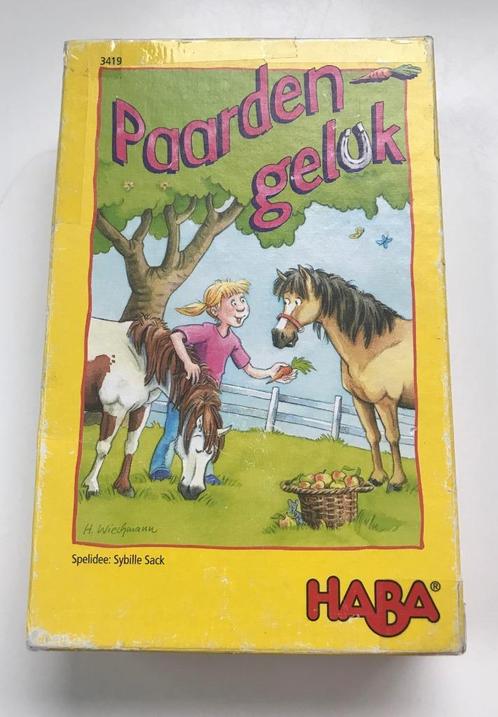 3419
Paarden-
geluk
H. Wiechmann
Spelidee: Sybille Sack
HABA®